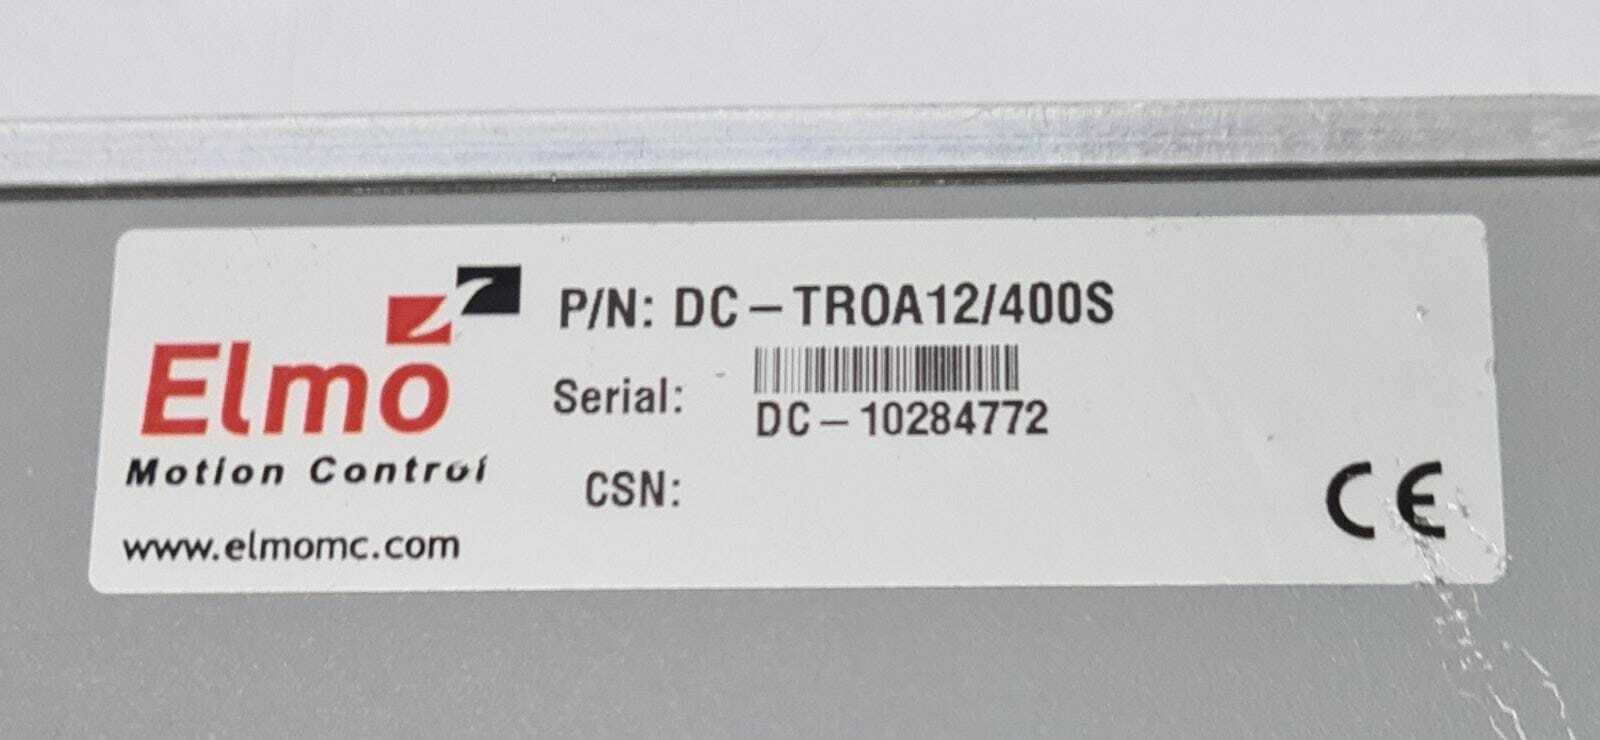 Elmo
Motion Control
www.elmomc.com
P/N: DC-TROA12/400S
Serial:
DC-10284772
CSN:
CE